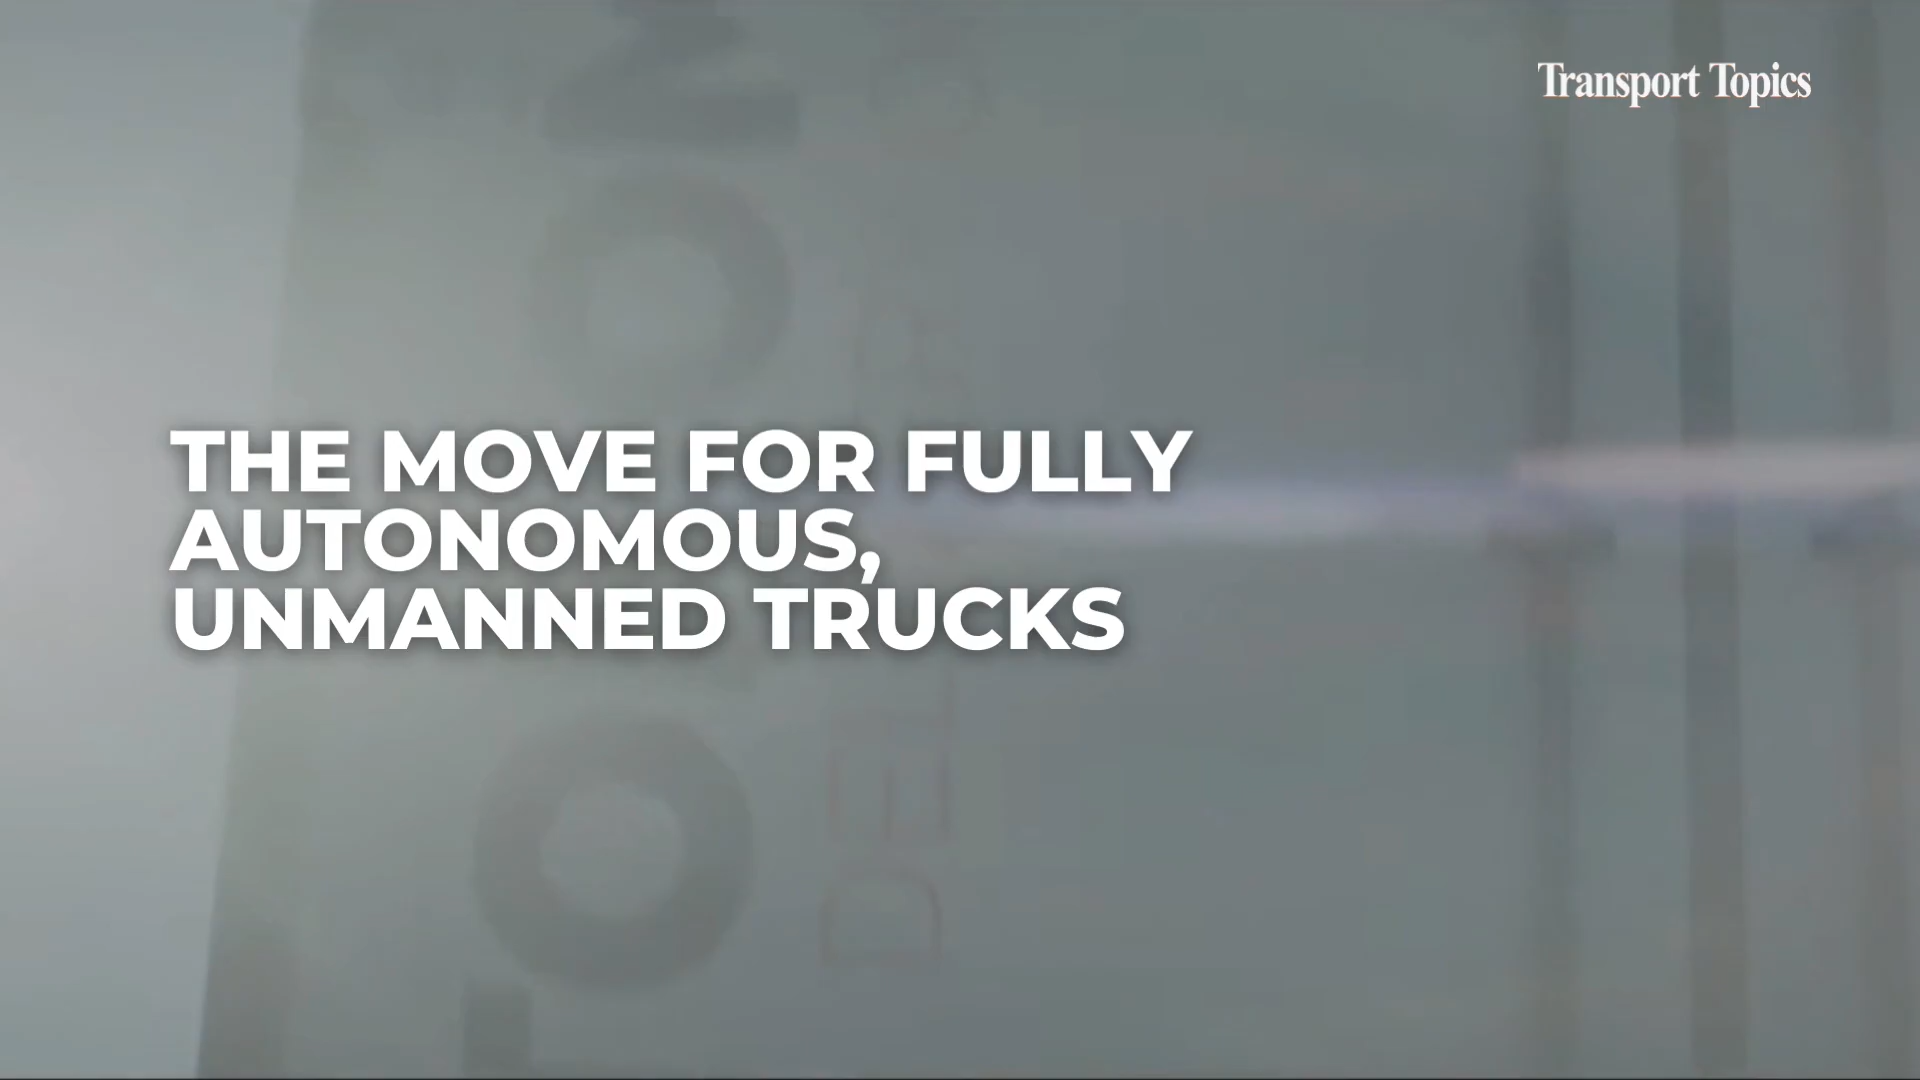 Transport Topics
THE MOVE FOR FULLY
AUTONOMOUS,
UNMANNED TRUCKS